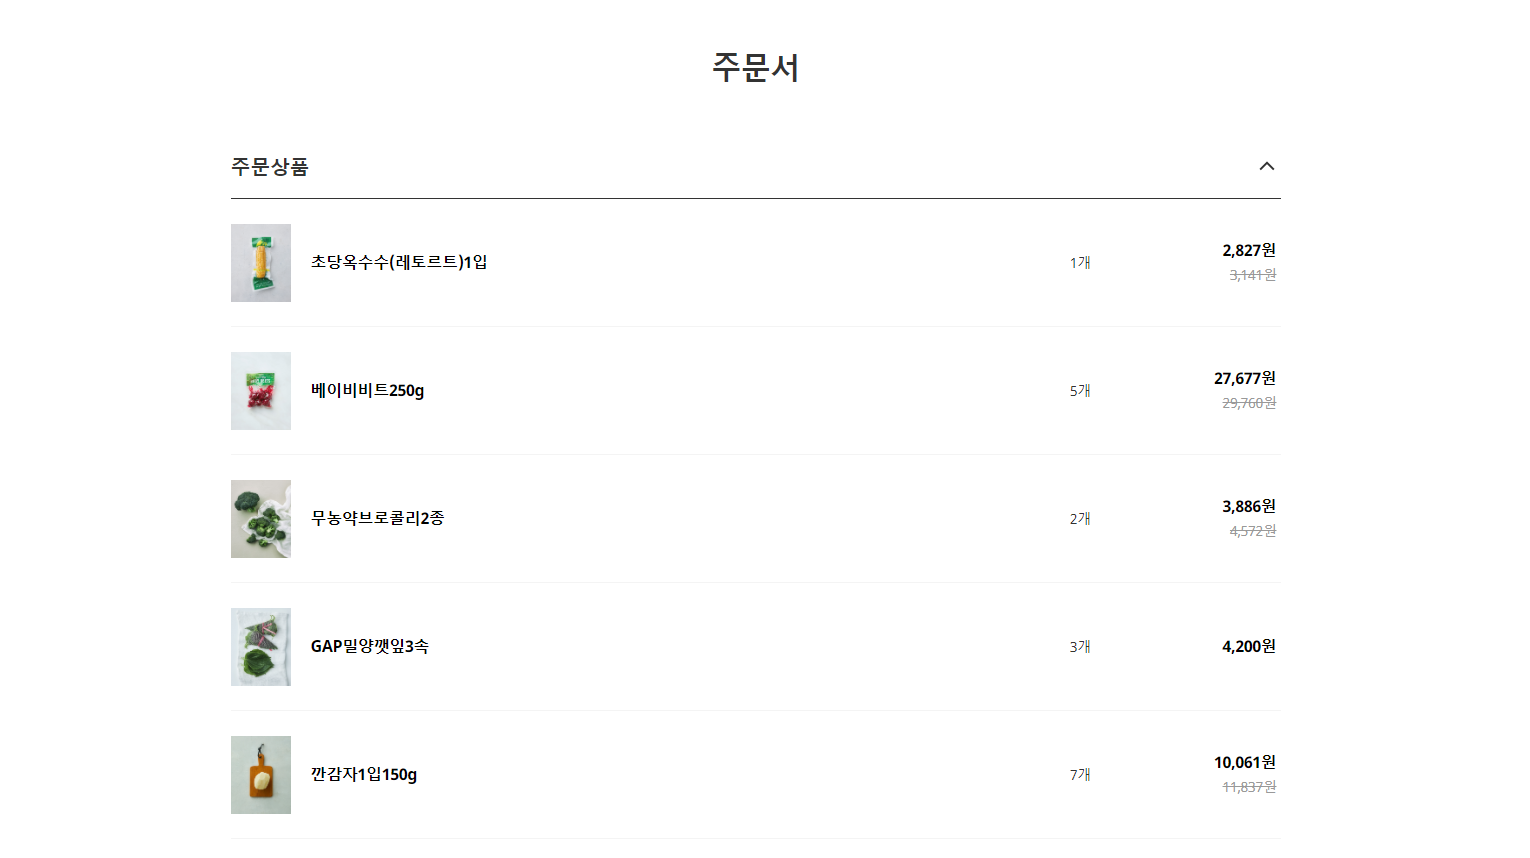 주문서
주문상품
초당옥수수(레토르트)1입
1개
2,827원
3,141원
베이비비트250g
5개
27,677원
29,760원
무농약브로콜리2종
2개
3,886원
4,572원
GAP밀양깻잎3속
3개
4,200원
깐감자1입150g
7개
10,061원
11,837원